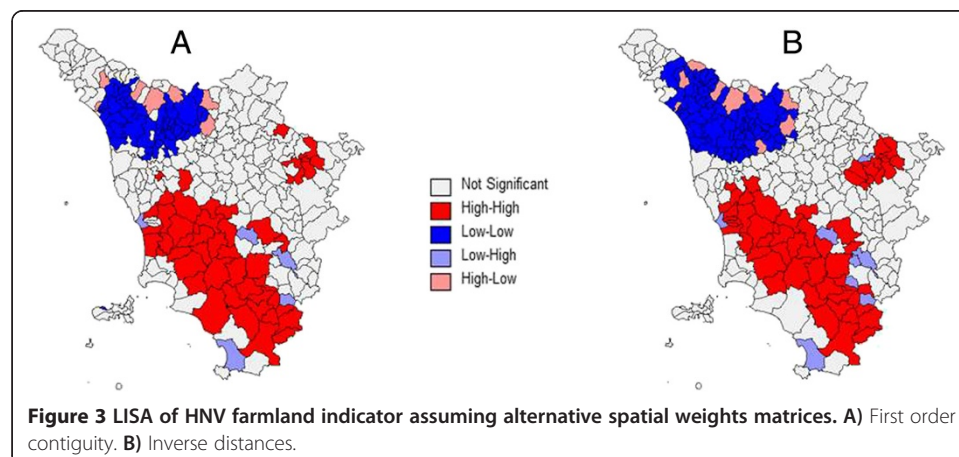 A
B
Not Significant
High-High
Low-Low
Low-High
High-Low
Figure 3 LISA of HNV farmland indicator assuming alternative spatial weights matrices. A) First order
contiguity. B) Inverse distances.